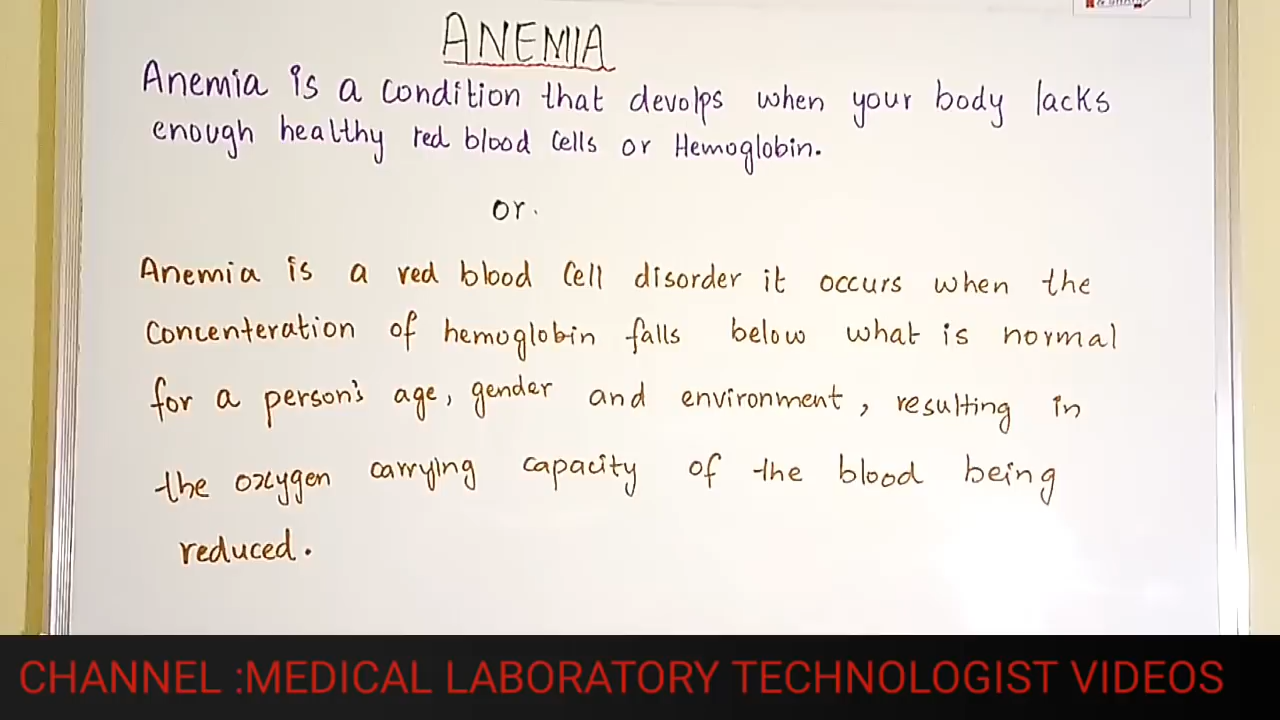 ANEMIA
Anemia is a condition that devolps when your body lacks
enough healthy red blood cells or Hemoglobin.
or.
Anemia is a red blood cell disorder it occurs when the
concenteration of hemoglobin falls below what is normal
for a person's age, gender and environment, resulting in
the oxygen carrying capacity of the blood being
reduced.
CHANNEL :MEDICAL LABORATORY TECHNOLOGIST VIDEOS